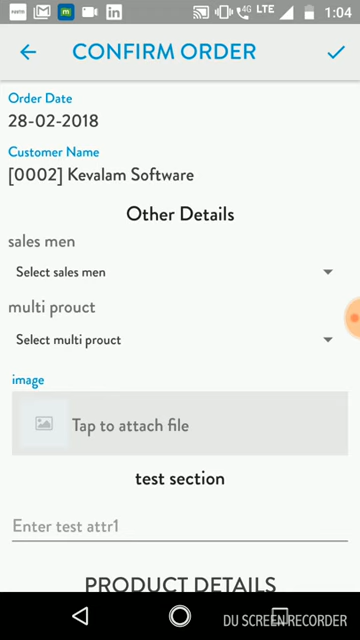 1:04
4G LTE
CONFIRM ORDER
Order Date
28-02-2018
Customer Name
[0002] Kevalam Software
Other Details
sales men
Select sales men
multi prouct
Select multi prouct
image
Tap to attach file
test section
Enter test attr1
PRODUCT DETAILS
DU SCREEN RECORDER